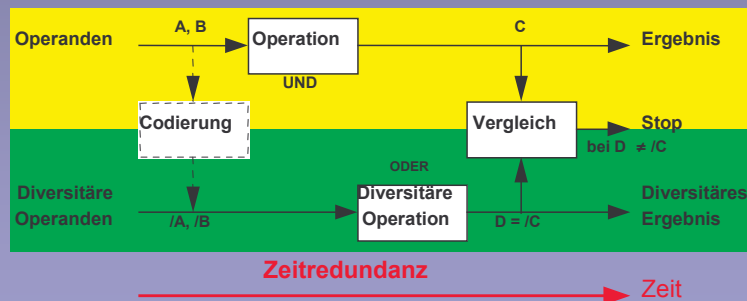 A, B
C
Operanden
Operation
Ergebnis
UND
Codierung
Vergleich
Stop
bei D ≠ /C
ODER
Diversitäre
Operanden
Diversitäre
Operation
Diversitäres
Ergebnis
/A, /B
D = /C
Zeitredundanz
Zeit